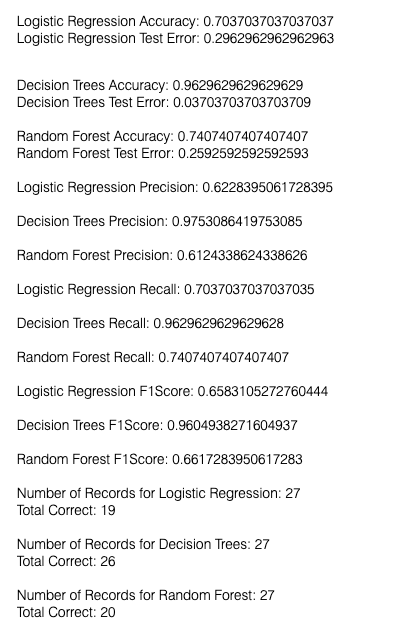 Logistic Regression Accuracy: 0.7037037037037037
Logistic Regression Test Error: 0.2962962962962963
Decision Trees Accuracy: 0.9629629629629629
Decision Trees Test Error: 0.03703703703703709
Random Forest Accuracy: 0.7407407407407407
Random Forest Test Error: 0.2592592592592593
Logistic Regression Precision: 0.6228395061728395
Decision Trees Precision: 0.9753086419753085
Random Forest Precision: 0.6124338624338626
Logistic Regression Recall: 0.7037037037037035
Decision Trees Recall: 0.9629629629629628
Random Forest Recall: 0.7407407407407407
Logistic Regression F1Score: 0.6583105272760444
Decision Trees F1Score: 0.9604938271604937
Random Forest F1Score: 0.6617283950617283
Number of Records for Logistic Regression: 27
Total Correct: 19
Number of Records for Decision Trees: 27
Total Correct: 26
Number of Records for Random Forest: 27
Total Correct: 20